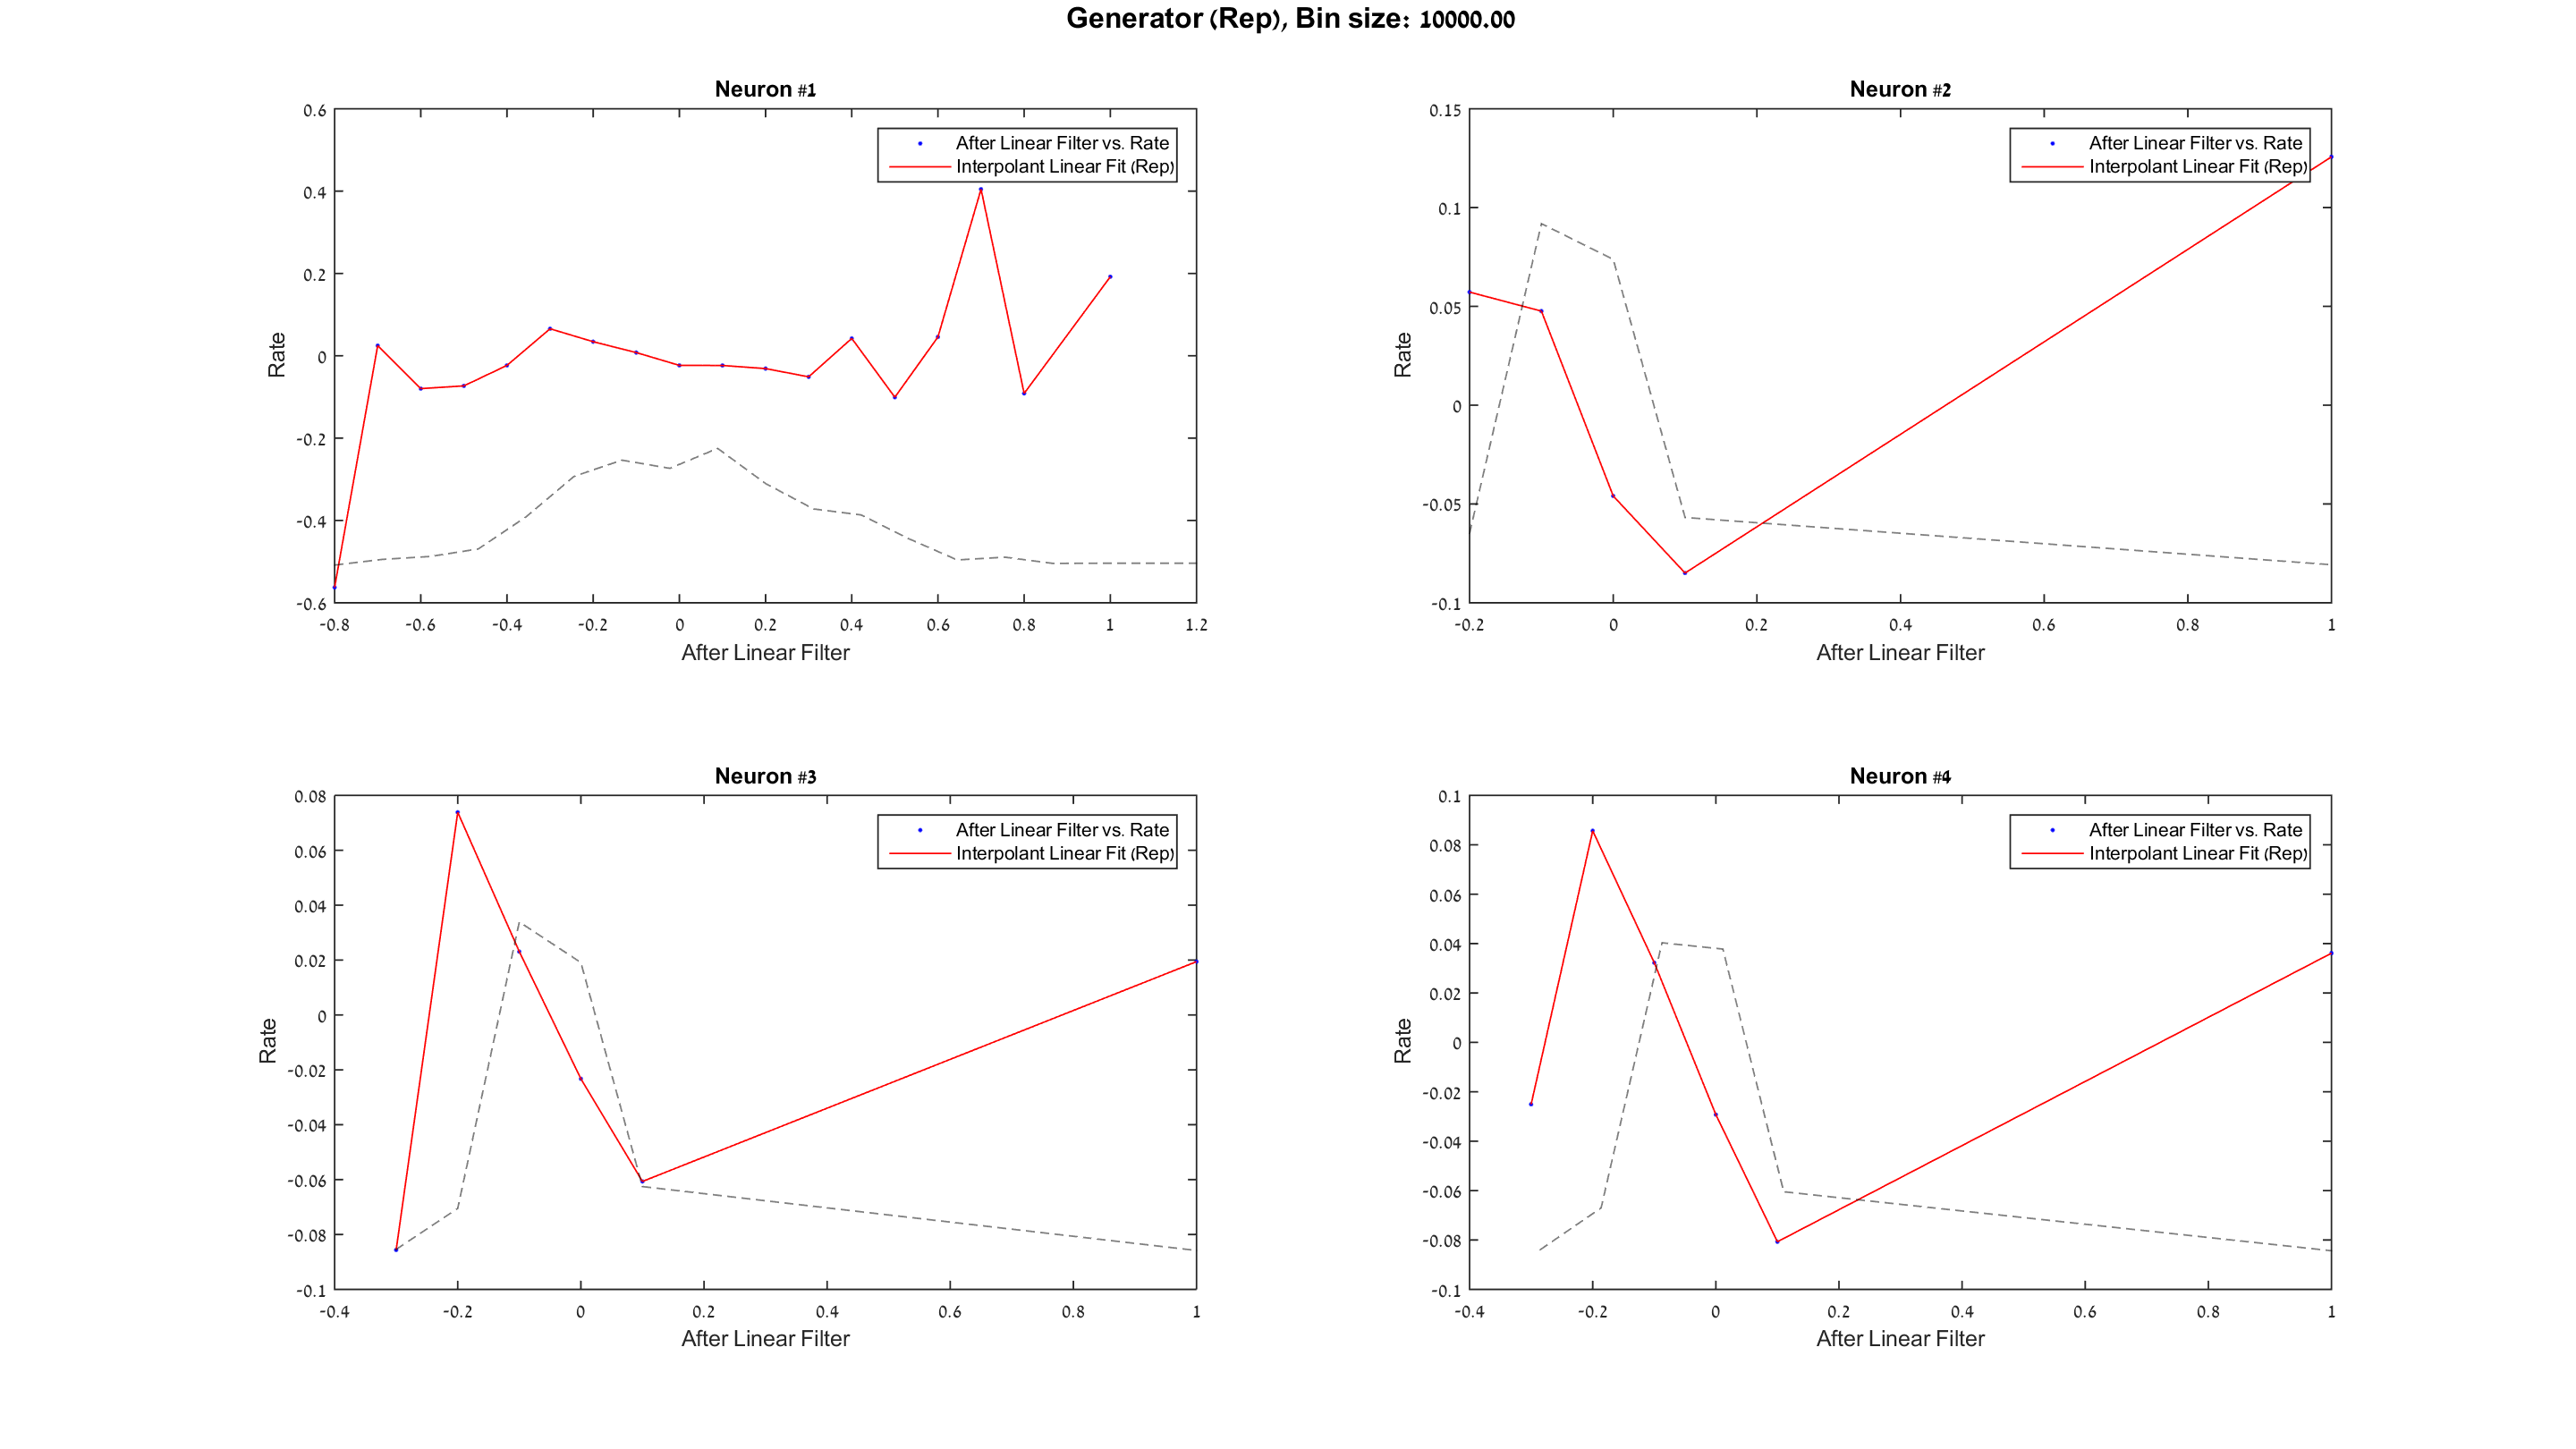 Generator (Rep), Bin size: 10000.00
Neuron #1
0.6
0.4
0.2
0
-0.2
-0.4
-0.6
Rate
After Linear Filter vs. Rate
Interpolant Linear Fit (Rep)
-0.8 -0.6 -0.4 -0.2 0 0.2 0.4 0.6 0.8 1 1.2
After Linear Filter
Neuron #2
0.15
0.1
0.05
0
-0.05
-0.1
Rate
After Linear Filter vs. Rate
Interpolant Linear Fit (Rep)
-0.2 0 0.2 0.4 0.6 0.8 1
After Linear Filter
Neuron #3
0.08
0.06
0.04
0.02
0
-0.02
-0.04
-0.06
-0.08
-0.1
Rate
After Linear Filter vs. Rate
Interpolant Linear Fit (Rep)
-0.4 -0.2 0 0.2 0.4 0.6 0.8 1
After Linear Filter
Neuron #4
0.1
0.08
0.06
0.04
0.02
0
-0.02
-0.04
-0.06
-0.08
-0.1
Rate
After Linear Filter vs. Rate
Interpolant Linear Fit (Rep)
-0.4 -0.2 0 0.2 0.4 0.6 0.8 1
After Linear Filter